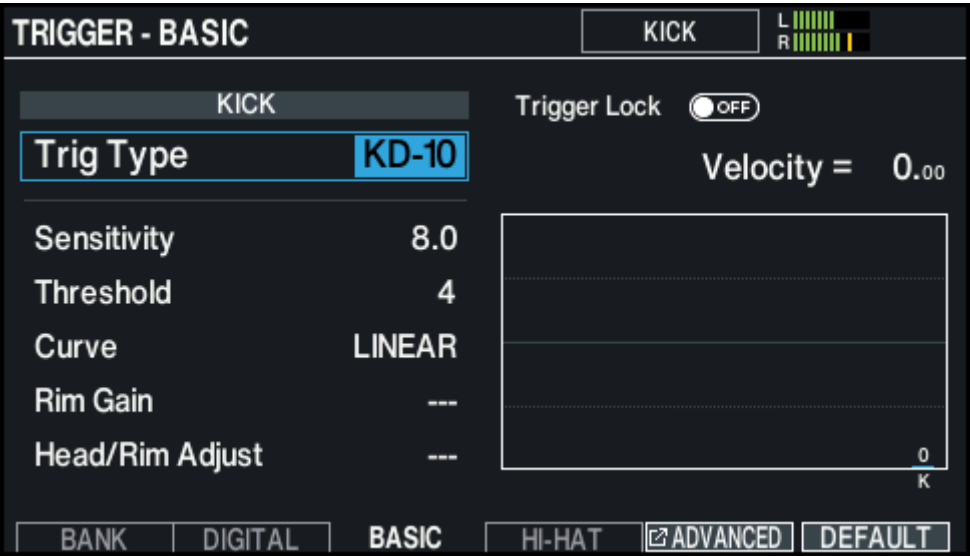 TRIGGER - BASIC
KICK
L
R
KICK
Trigger Lock OFF
Trig Type KD-10
Velocity = 0.00
Sensitivity 8.0
Threshold 4
Curve LINEAR
Rim Gain ---
Head/Rim Adjust ---
0
K
BANK DIGITAL BASIC HI-HAT ADVANCED DEFAULT